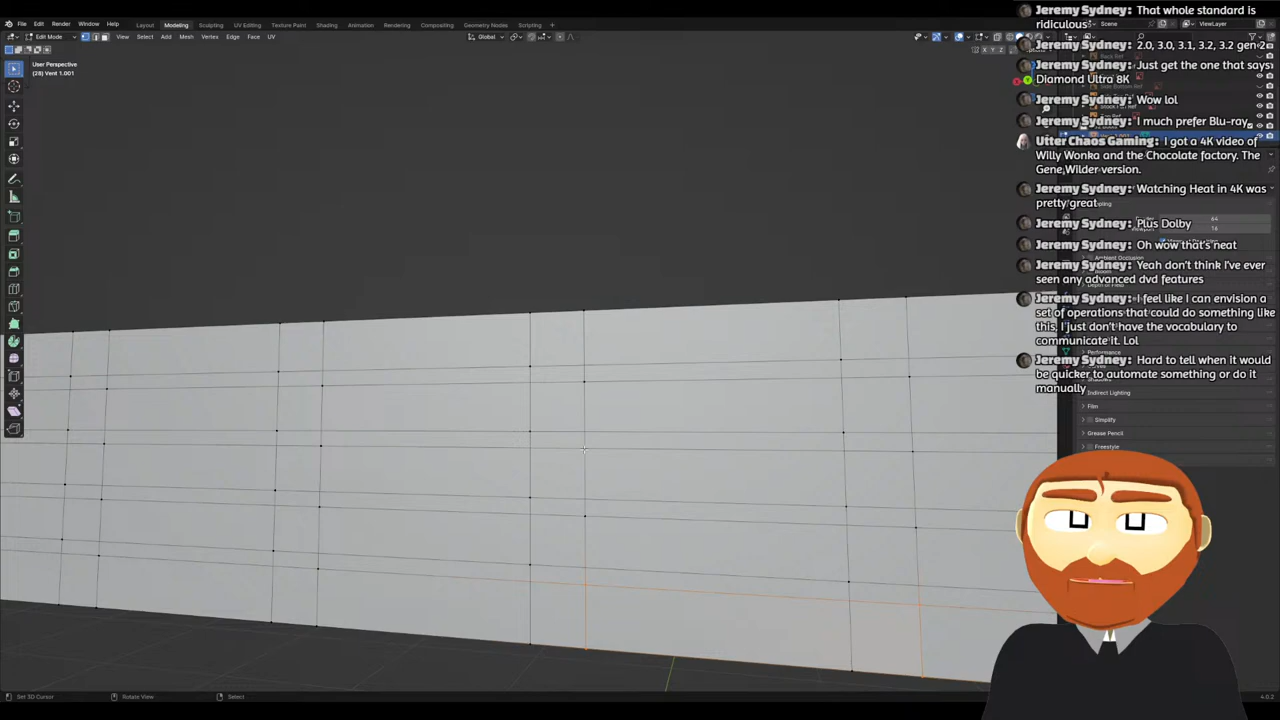 File Edit Render Window Help Layout Modeling Sculpting UV Editing Texture Paint Shading Animation Rendering Compositing Geometry Nodes Scripting +
Scene ViewLayer
Edit Mode View Select Add Mesh Vertex Edge Face UV Global
X Y Z
User Perspective
(28) Vent 1.001
Jeremy Sydney: That whole standard is
ridiculous
Jeremy Sydney: 2.0, 3.0, 3.1, 3.2, 3.2 gen 2
Jeremy Sydney: Just get the one that says
Diamond Ultra 8K
Jeremy Sydney: Wow lol
Jeremy Sydney: I much prefer Blu-ray
Utter Chaos Gaming: I got a 4K video of
Willy Wonka and the Chocolate factory. The
Gene Wilder version.
Jeremy Sydney: Watching Heat in 4K was
pretty great
Jeremy Sydney: Plus Dolby
Jeremy Sydney: Oh wow that's neat
Jeremy Sydney: Yeah don't think I've ever
seen any advanced dvd features
Jeremy Sydney: I feel like I can envision a
set of operations that could do something like
this, I just don't have the vocabulary to
communicate it. Lol
Jeremy Sydney: Hard to tell when it would
be quicker to automate something or do it
manually
64
16
Performance
Indirect Lighting
Film
Simplify
Grease Pencil
Freestyle
Set 3D Cursor Rotate View Select
4.0.2